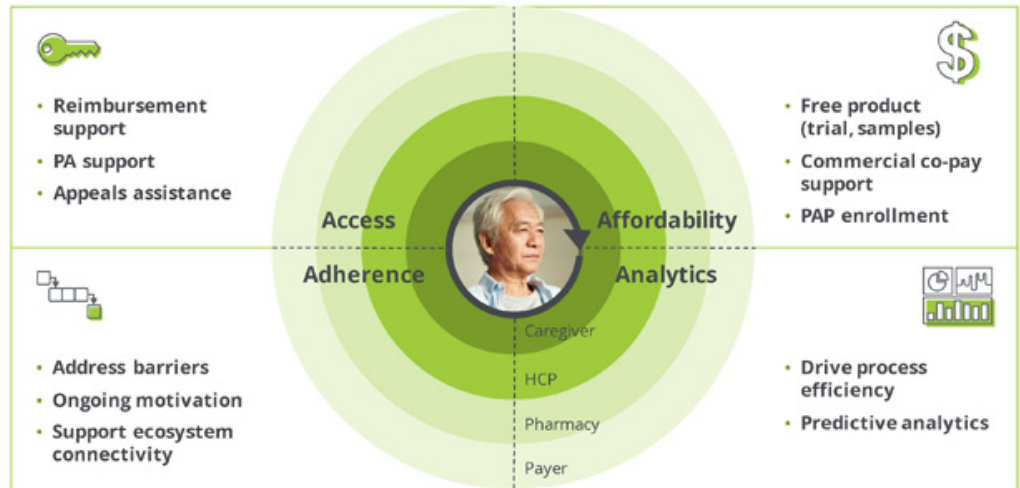 Reimbursement
support
PA support
Appeals assistance
Free product
(trial, samples)
Commercial co-pay
support
PAP enrollment
Access
Affordability
Adherence
Analytics
Caregiver
HCP
Pharmacy
Payer
Address barriers
Ongoing motivation
Support ecosystem
connectivity
Drive process
efficiency
Predictive analytics